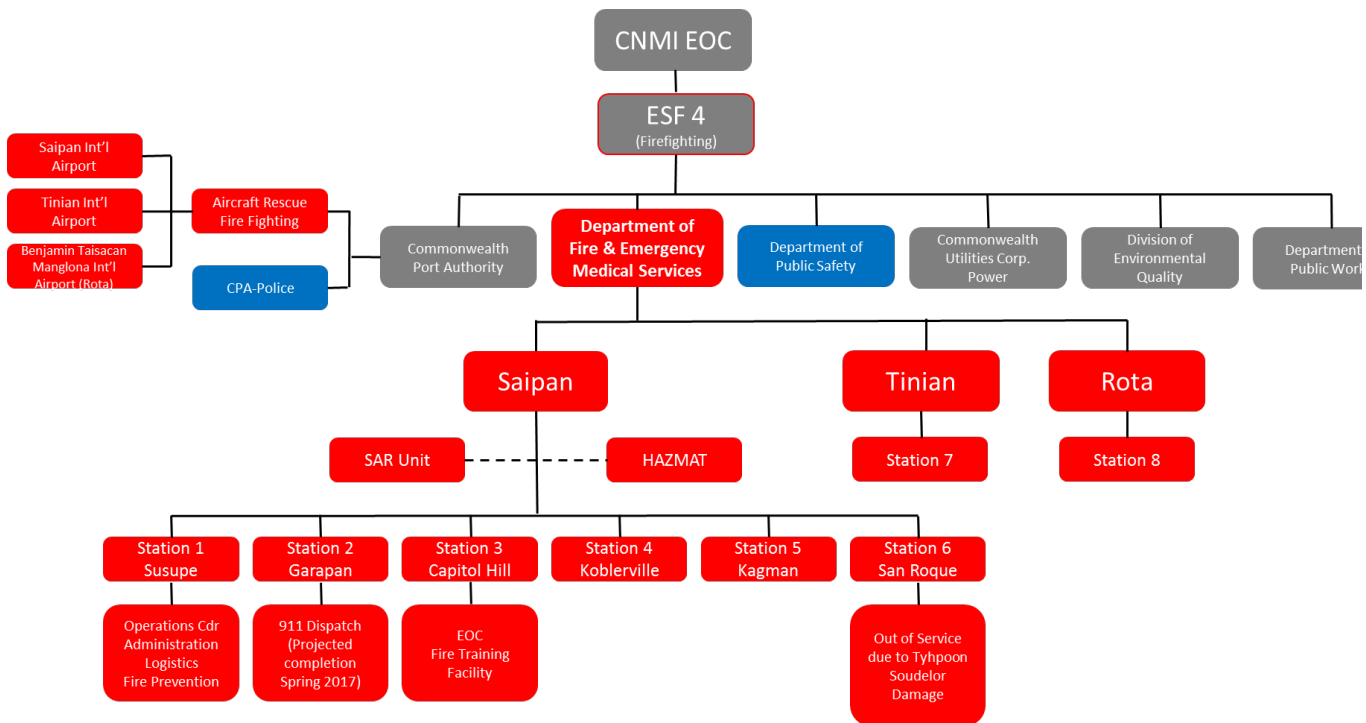 CNMI EOC
ESF 4
(Firefighting)
Saipan Int’l
Airport
Tinian Int’l
Airport
Benjamin Taisacan
Manglona Int’l
Airport (Rota)
Aircraft Rescue
Fire Fighting
CPA-Police
Commonwealth
Port Authority
Department of
Fire & Emergency
Medical Services
Department of
Public Safety
Commonwealth
Utilities Corp.
Power
Division of
Environmental
Quality
Department
Public Work
Saipan
Tinian
Rota
SAR Unit
HAZMAT
Station 7
Station 8
Station 1
Susupe
Station 2
Garapan
Station 3
Capitol Hill
Station 4
Koblerville
Station 5
Kagman
Station 6
San Roque
Operations Cdr
Administration
Logistics
Fire Prevention
911 Dispatch
(Projected
completion
Spring 2017)
EOC
Fire Training
Facility
Out of Service
due to Tyhpoon
Soudelor
Damage